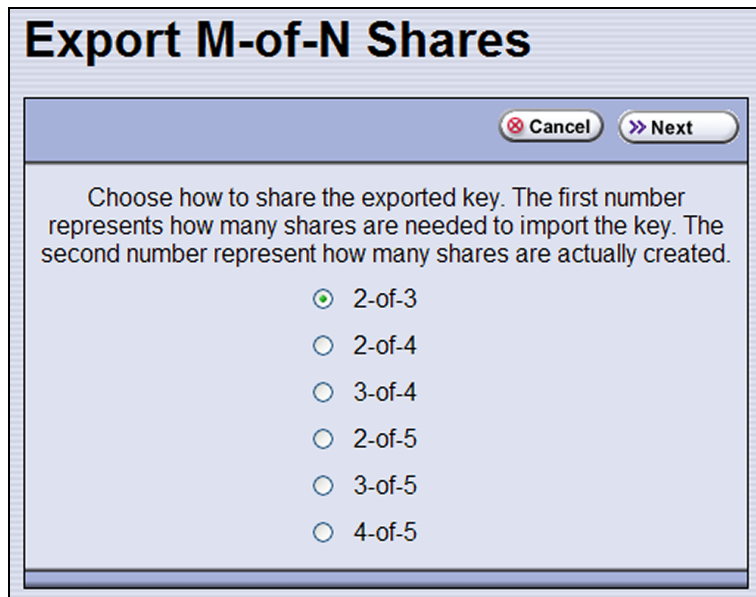 Export M-of-N Shares
Cancel
Next
Choose how to share the exported key. The first number
represents how many shares are needed to import the key. The
second number represent how many shares are actually created.
2-of-3
2-of-4
3-of-4
2-of-5
3-of-5
4-of-5